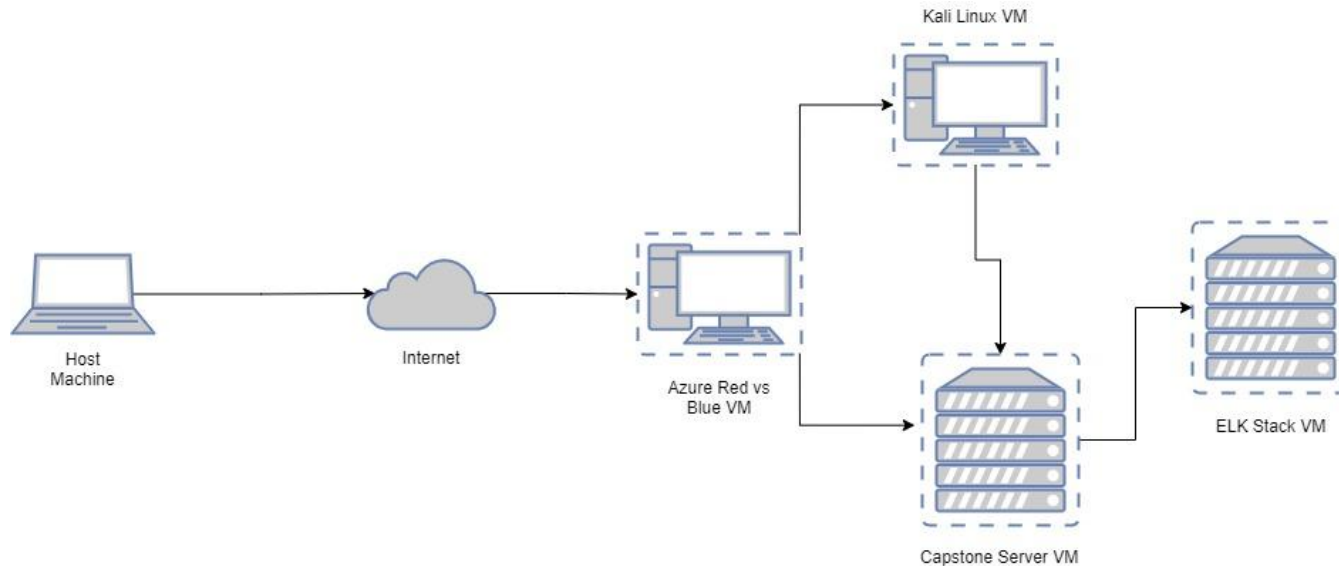 Kali Linux VM
Host
Machine
Internet
Azure Red vs
Blue VM
ELK Stack VM
Capstone Server VM